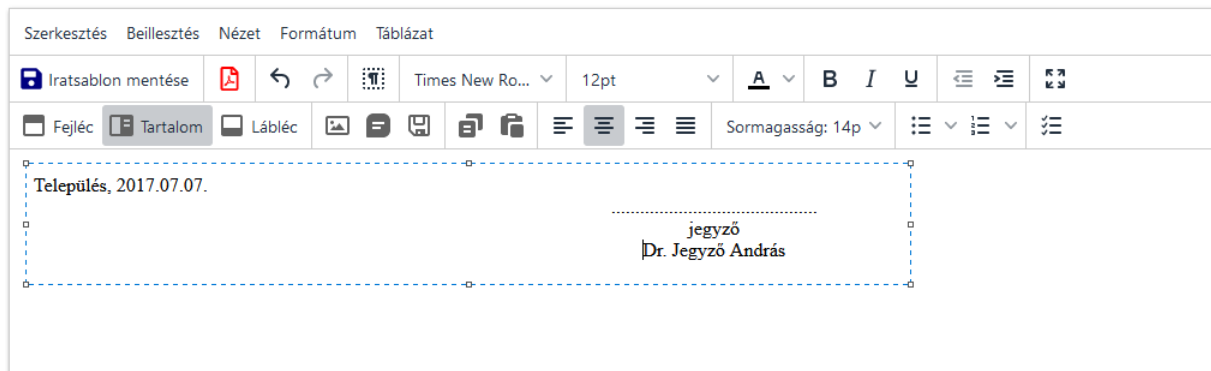 Szerkesztés Beillesztés Nézet Formátum Táblázat
Iratsablon mentése Times New Ro... 12pt A B I U
Fejléc Tartalom Lábléc Sormagasság: 14p
Település, 2017.07.07.
...........................................
jegyző
Dr. Jegyző András